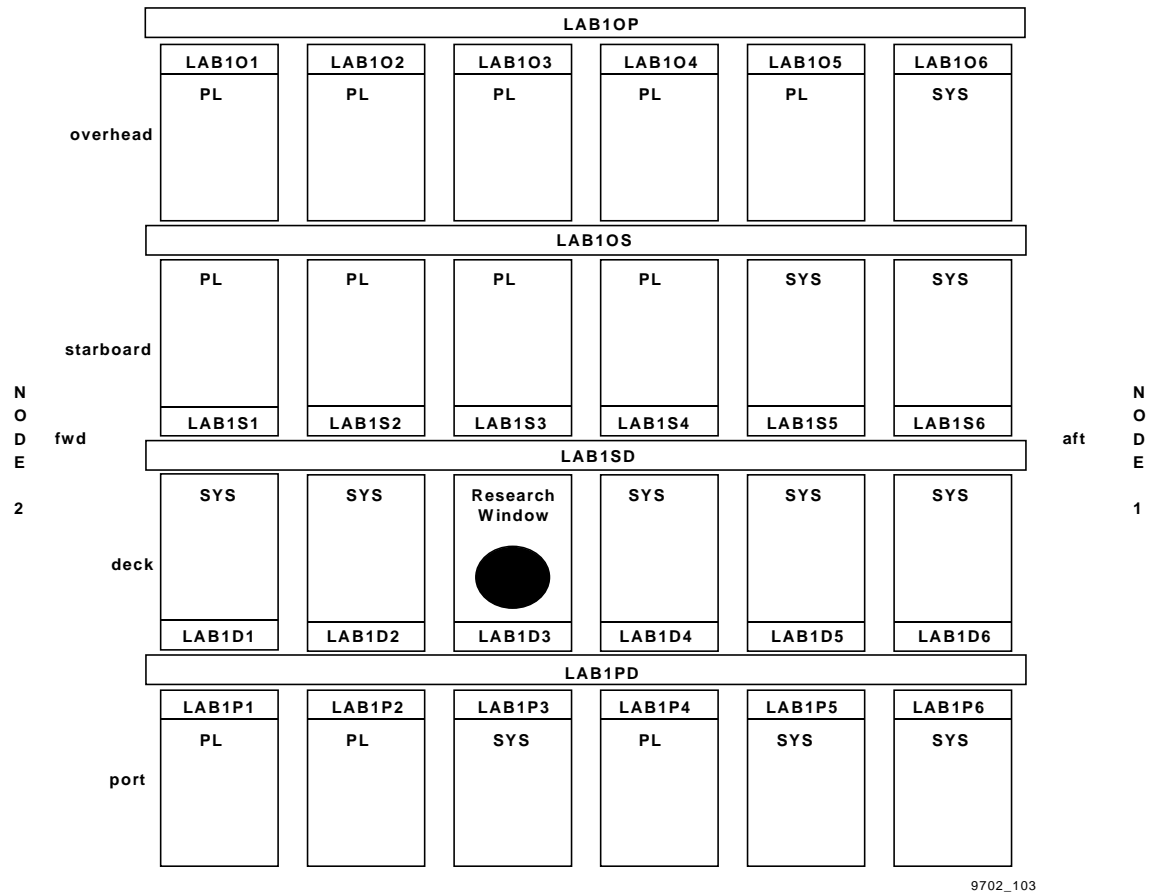 LAB1OP
LAB1O1 LAB1O2 LAB1O3 LAB1O4 LAB1O5 LAB1O6
PL PL PL PL PL SYS
overhead
LAB1OS
PL PL PL PL SYS SYS
starboard
LAB1S1 LAB1S2 LAB1S3 LAB1S4 LAB1S5 LAB1S6
NODE 2
fwd
aft
NODE 1
LAB1SD
SYS SYS Research SYS SYS SYS
Window
deck
LAB1D1 LAB1D2 LAB1D3 LAB1D4 LAB1D5 LAB1D6
LAB1PD
LAB1P1 LAB1P2 LAB1P3 LAB1P4 LAB1P5 LAB1P6
PL PL SYS PL SYS SYS
port
9702_103